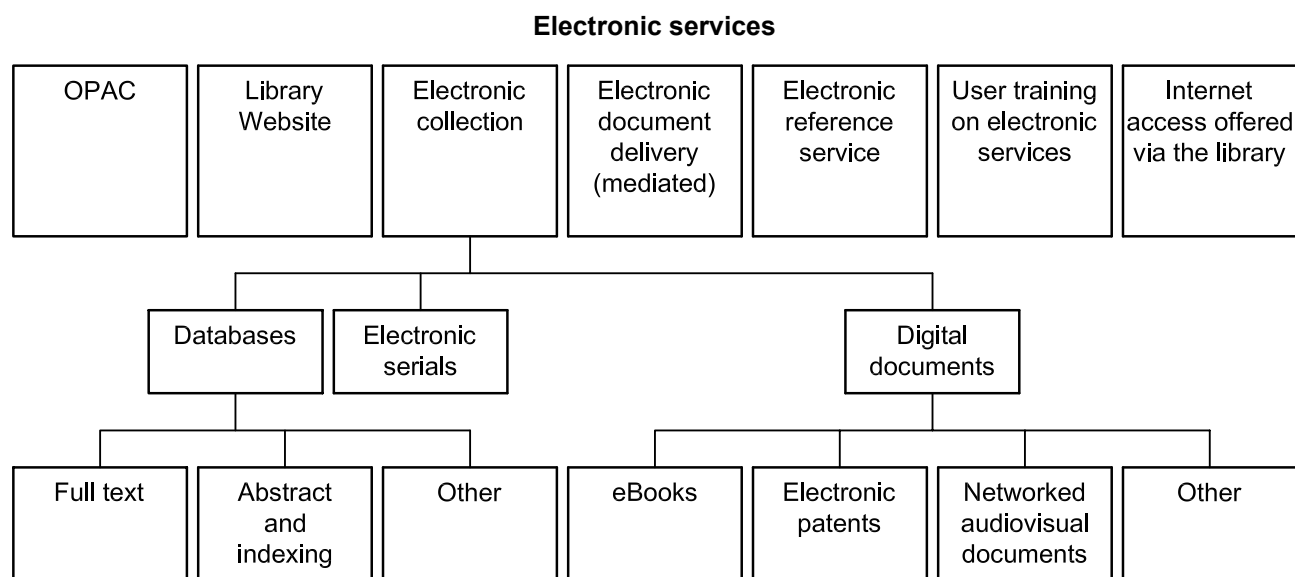 Electronic services
OPAC
Library
Website
Electronic
collection
Electronic
document
delivery
(mediated)
Electronic
reference
service
User training
on electronic
services
Internet
access offered
via the library
Databases
Electronic
serials
Digital
documents
Full text
Abstract
and
indexing
Other
eBooks
Electronic
patents
Networked
audiovisual
documents
Other